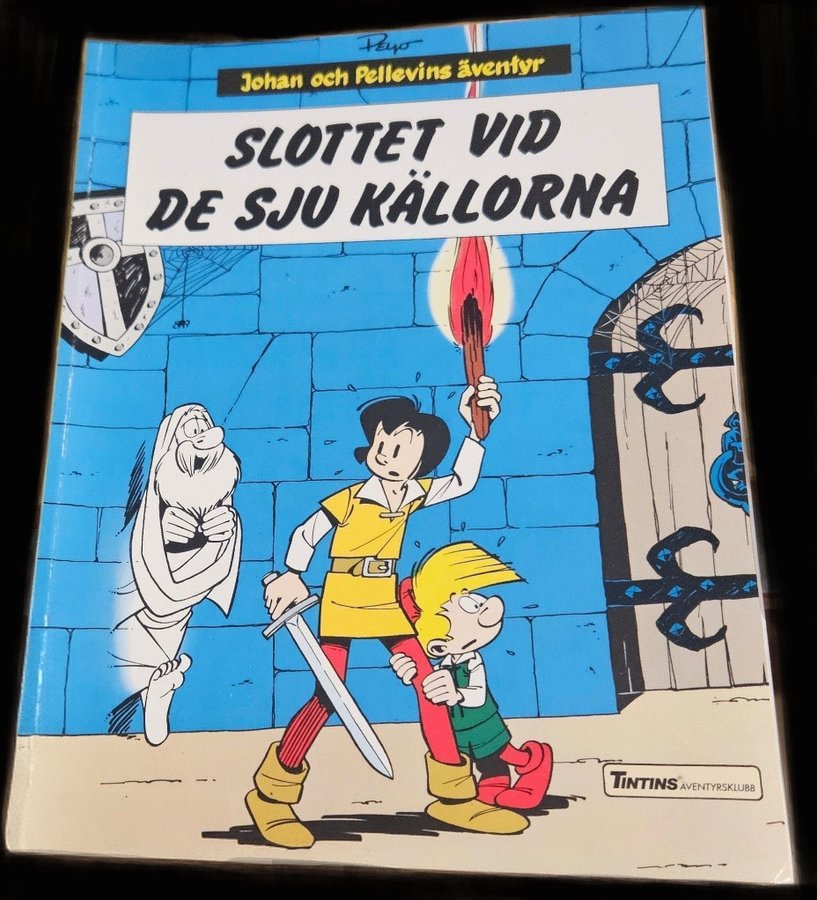 Peyo
Johan och Pellevins äventyr
SLOTTET VID
DE SJU KÄLLORNA
TINTINS® ÄVENTYRSKLUBB